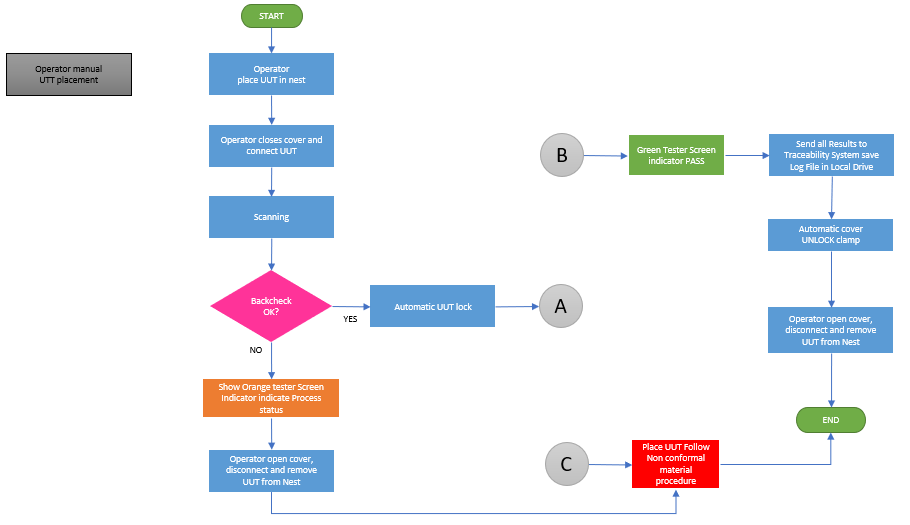 START
Operator manual
UTT placement
Operator
place UUT in nest
Operator closes cover and
connect UUT
Scanning
Backcheck
OK?
YES
Automatic UUT lock
A
NO
Show Orange tester Screen
Indicator indicate Process
status
Operator open cover,
disconnect and remove
UUT from Nest
B
Green Tester Screen
indicator PASS
Send all Results to
Traceability System save
Log File in Local Drive
Automatic cover
UNLOCK clamp
Operator open cover,
disconnect and remove
UUT from Nest
END
C
Place UUT Follow
Non conformal
material
procedure